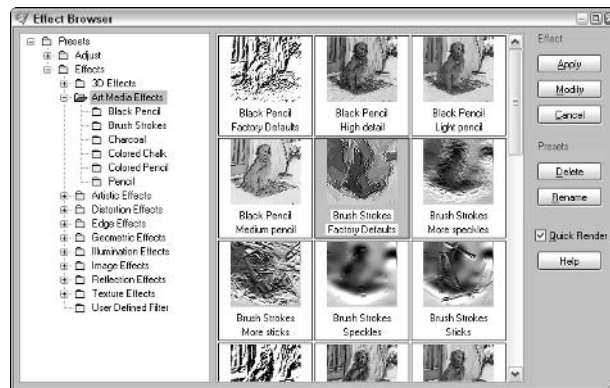 Effect Browser
Presets
Adjust
Effects
3D Effects
Art Media Effects
Black Pencil
Brush Strokes
Charcoal
Colored Chalk
Colored Pencil
Pencil
Artistic Effects
Distortion Effects
Edge Effects
Geometric Effects
Illumination Effects
Image Effects
Reflection Effects
Texture Effects
User Defined Filter
Black Pencil
Factory Defaults
Black Pencil
High detail
Black Pencil
Light pencil
Black Pencil
Medium pencil
Brush Strokes
Factory Defaults
Brush Strokes
More speckles
Brush Strokes
More sticks
Brush Strokes
Speckles
Brush Strokes
Sticks
Effect
Apply
Modify
Cancel
Presets
Delete
Rename
Quick Render
Help